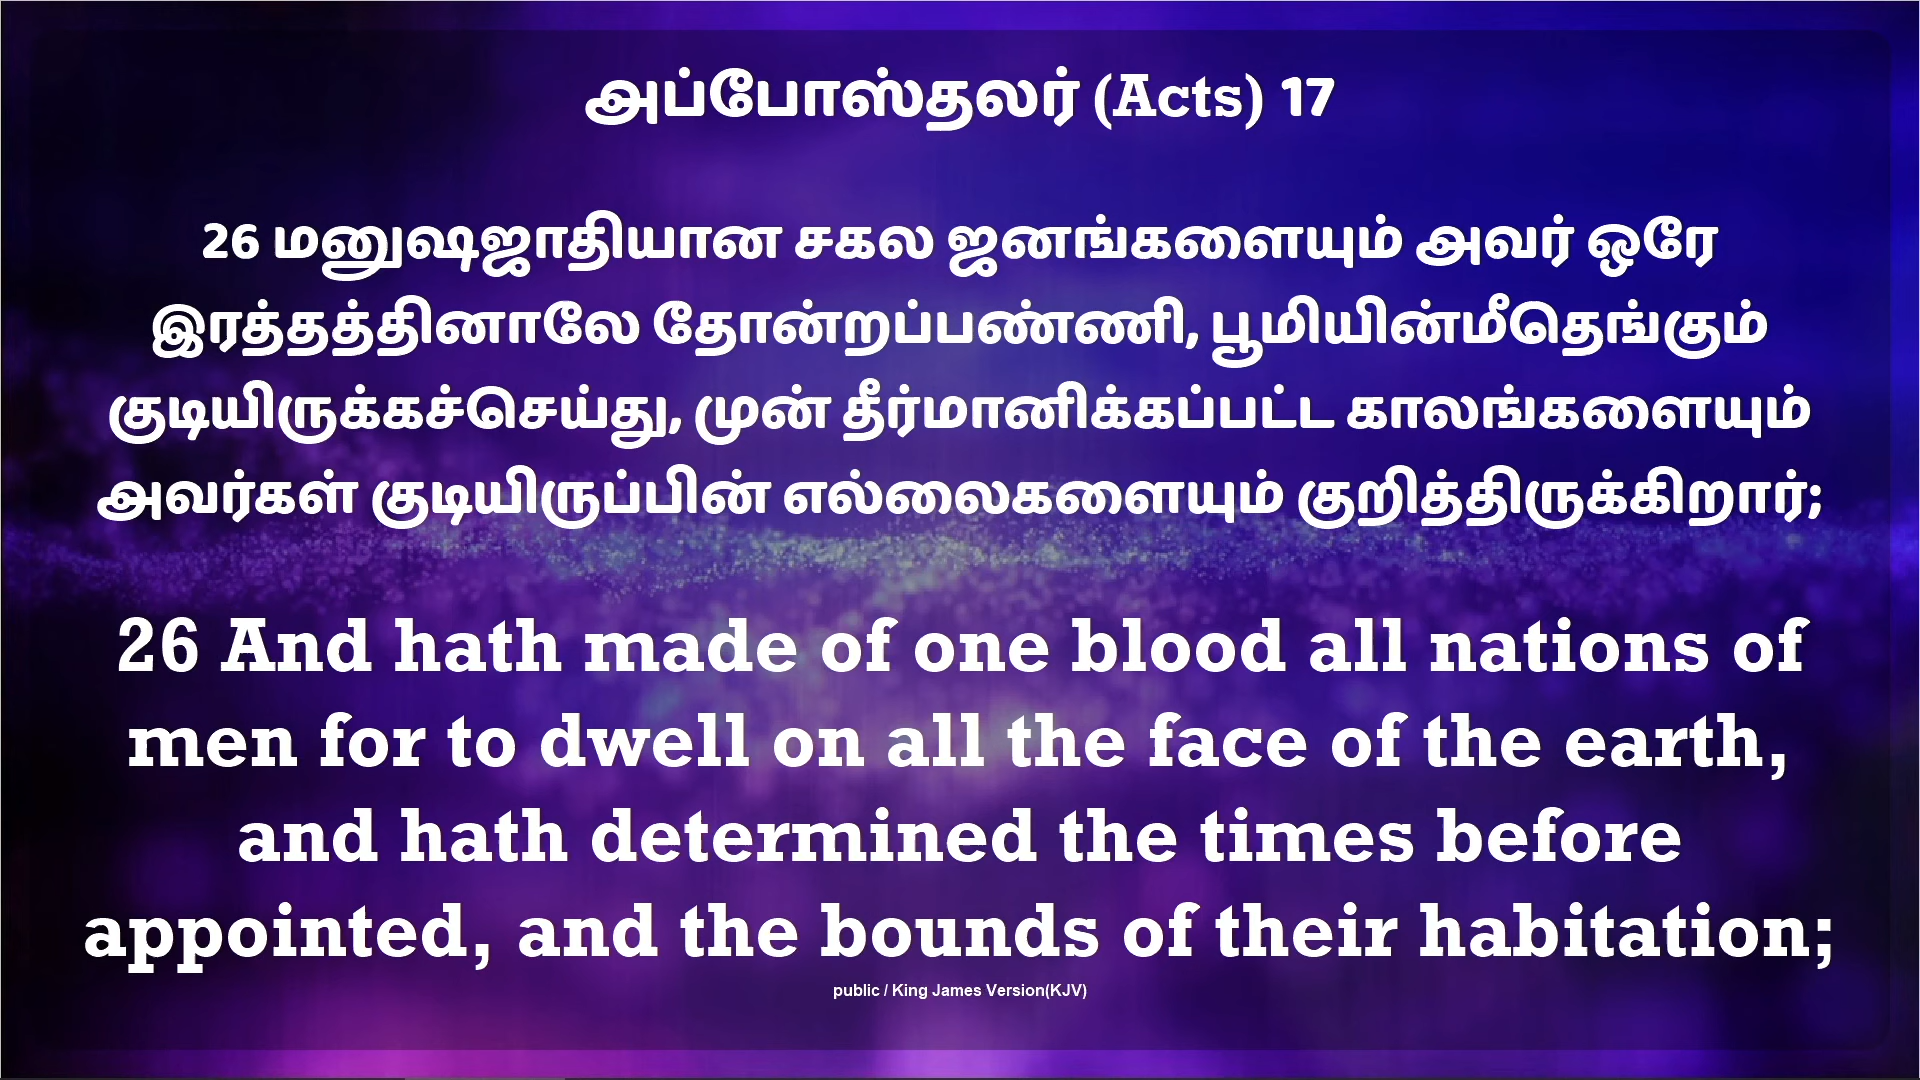 அப்போஸ்தலர் (Acts) 17
26 மனுஷஜாதியான சகல ஜனங்களையும் அவர் ஒரே
இரத்தத்தினாலே தோன்றப்பண்ணி, பூமியின்மீதெங்கும்
குடியிருக்கச்செய்து, முன் தீர்மானிக்கப்பட்ட காலங்களையும்
அவர்கள் குடியிருப்பின் எல்லைகளையும் குறித்திருக்கிறார்;
26 And hath made of one blood all nations of
men for to dwell on all the face of the earth,
and hath determined the times before
appointed, and the bounds of their habitation;
public / King James Version(KJV)